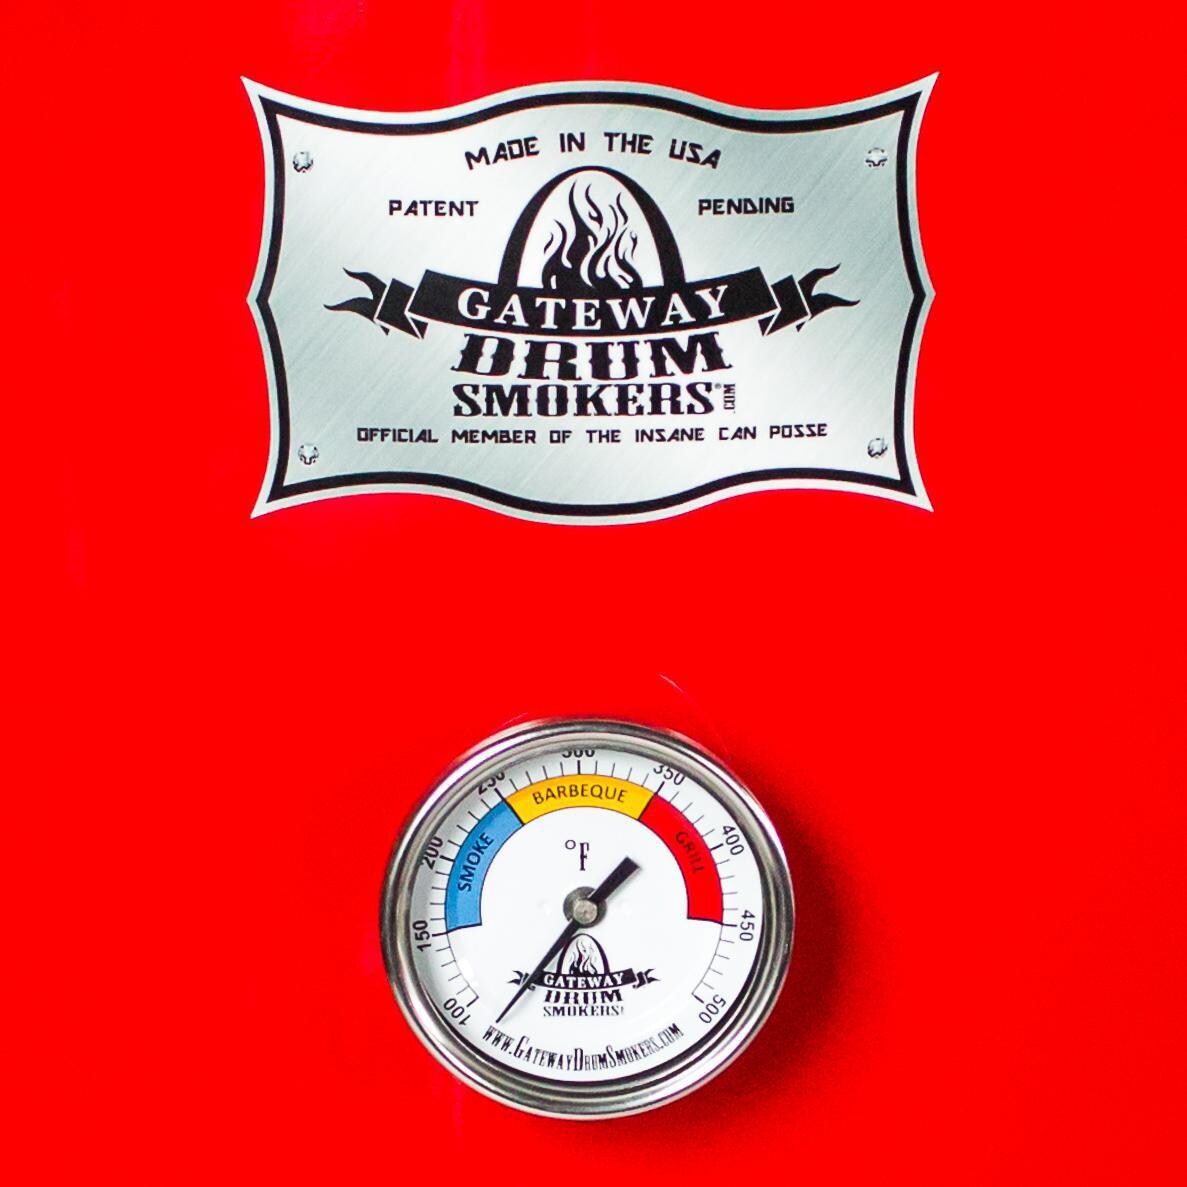 MADE IN THE USA
PATENT PENDING
GATEWAY
DRUM
SMOKERS®.COM
OFFICIAL MEMBER OF THE INSANE CAN POSSE
100
150
200
250
300
350
400
450
500
SMOKE
BARBEQUE
GRILL
°F
GATEWAY
DRUM
SMOKERS
www.GatewayDrumSmokers.com